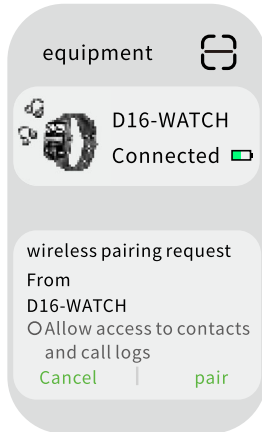 equipment
D16-WATCH
Connected
wireless pairing request
From
D16-WATCH
Allow access to contacts
and call logs
Cancel | pair